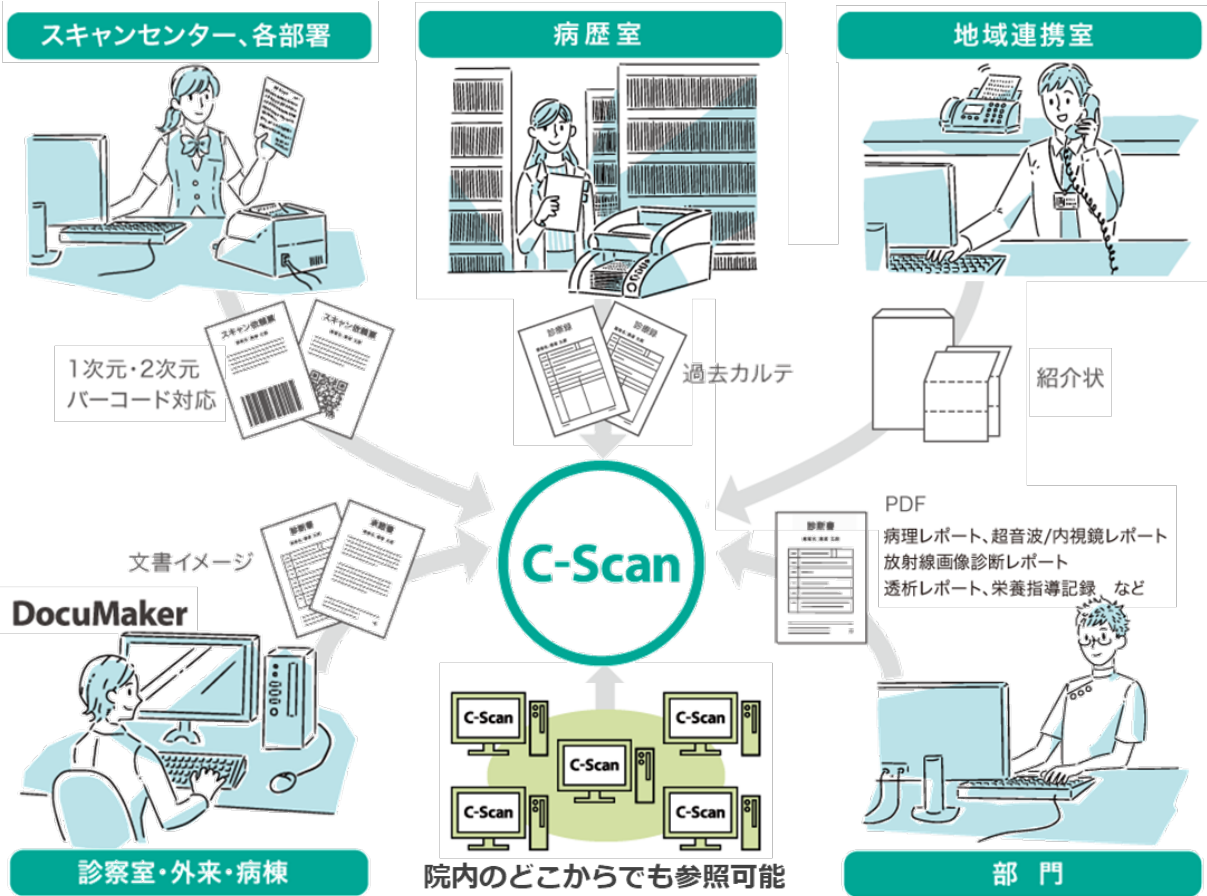 スキャンセンター、各部署
病歴室
地域連携室
スキャン依頼票
スキャン依頼票
診療録
診療録
1次元・2次元
バーコード対応
過去カルテ
紹介状
C-Scan
文書イメージ
診断書
承諾書
DocuMaker
診断書
PDF
病理レポート、超音波/内視鏡レポート
放射線画像診断レポート
透析レポート、栄養指導記録 など
C-Scan
C-Scan
C-Scan
C-Scan
C-Scan
診察室・外来・病棟
院内のどこからでも参照可能
部 門